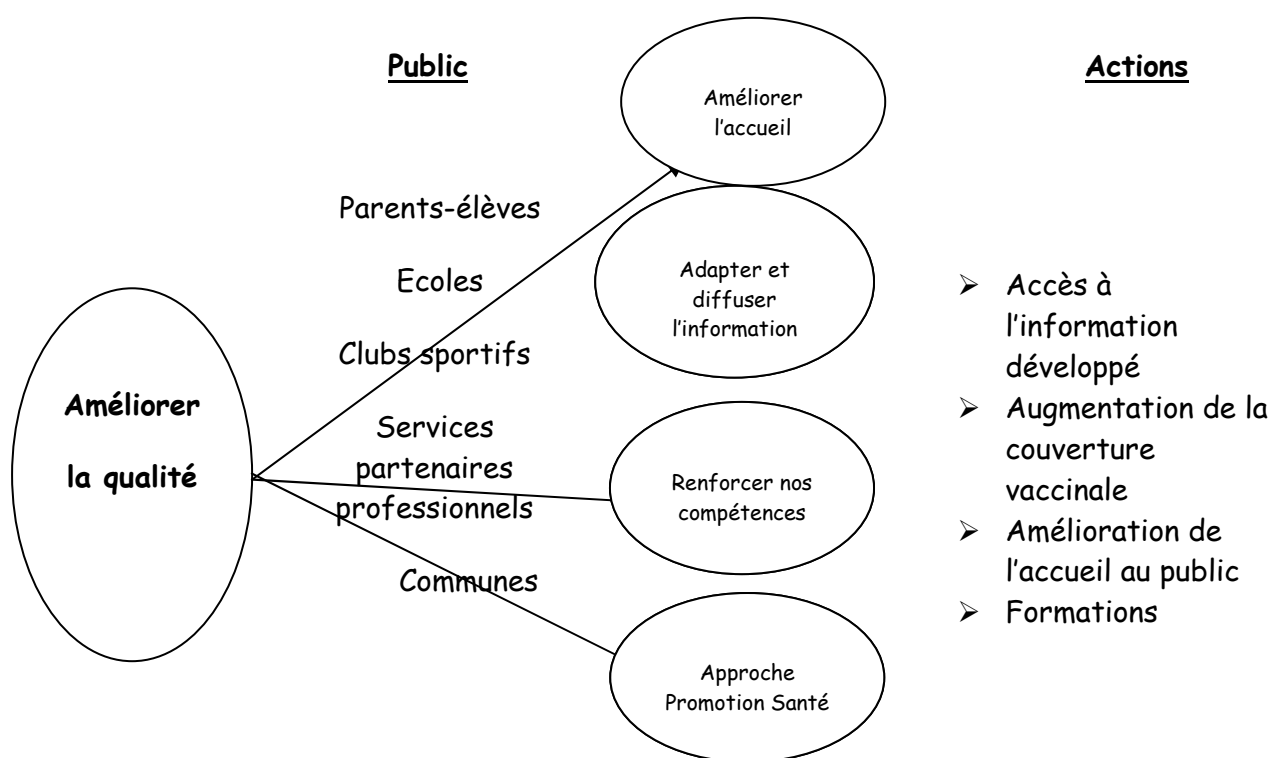 Public
Actions
Améliorer
l'accueil
Parents-élèves
Ecoles
Clubs sportifs
Services
partenaires
professionnels
Communes
Améliorer
la qualité
Adapter et
diffuser
l'information
Renforcer nos
compétences
Approche
Promotion Santé
➢ Accès à
l'information
développé
➢ Augmentation de la
couverture
vaccinale
➢ Amélioration de
l'accueil au public
➢ Formations